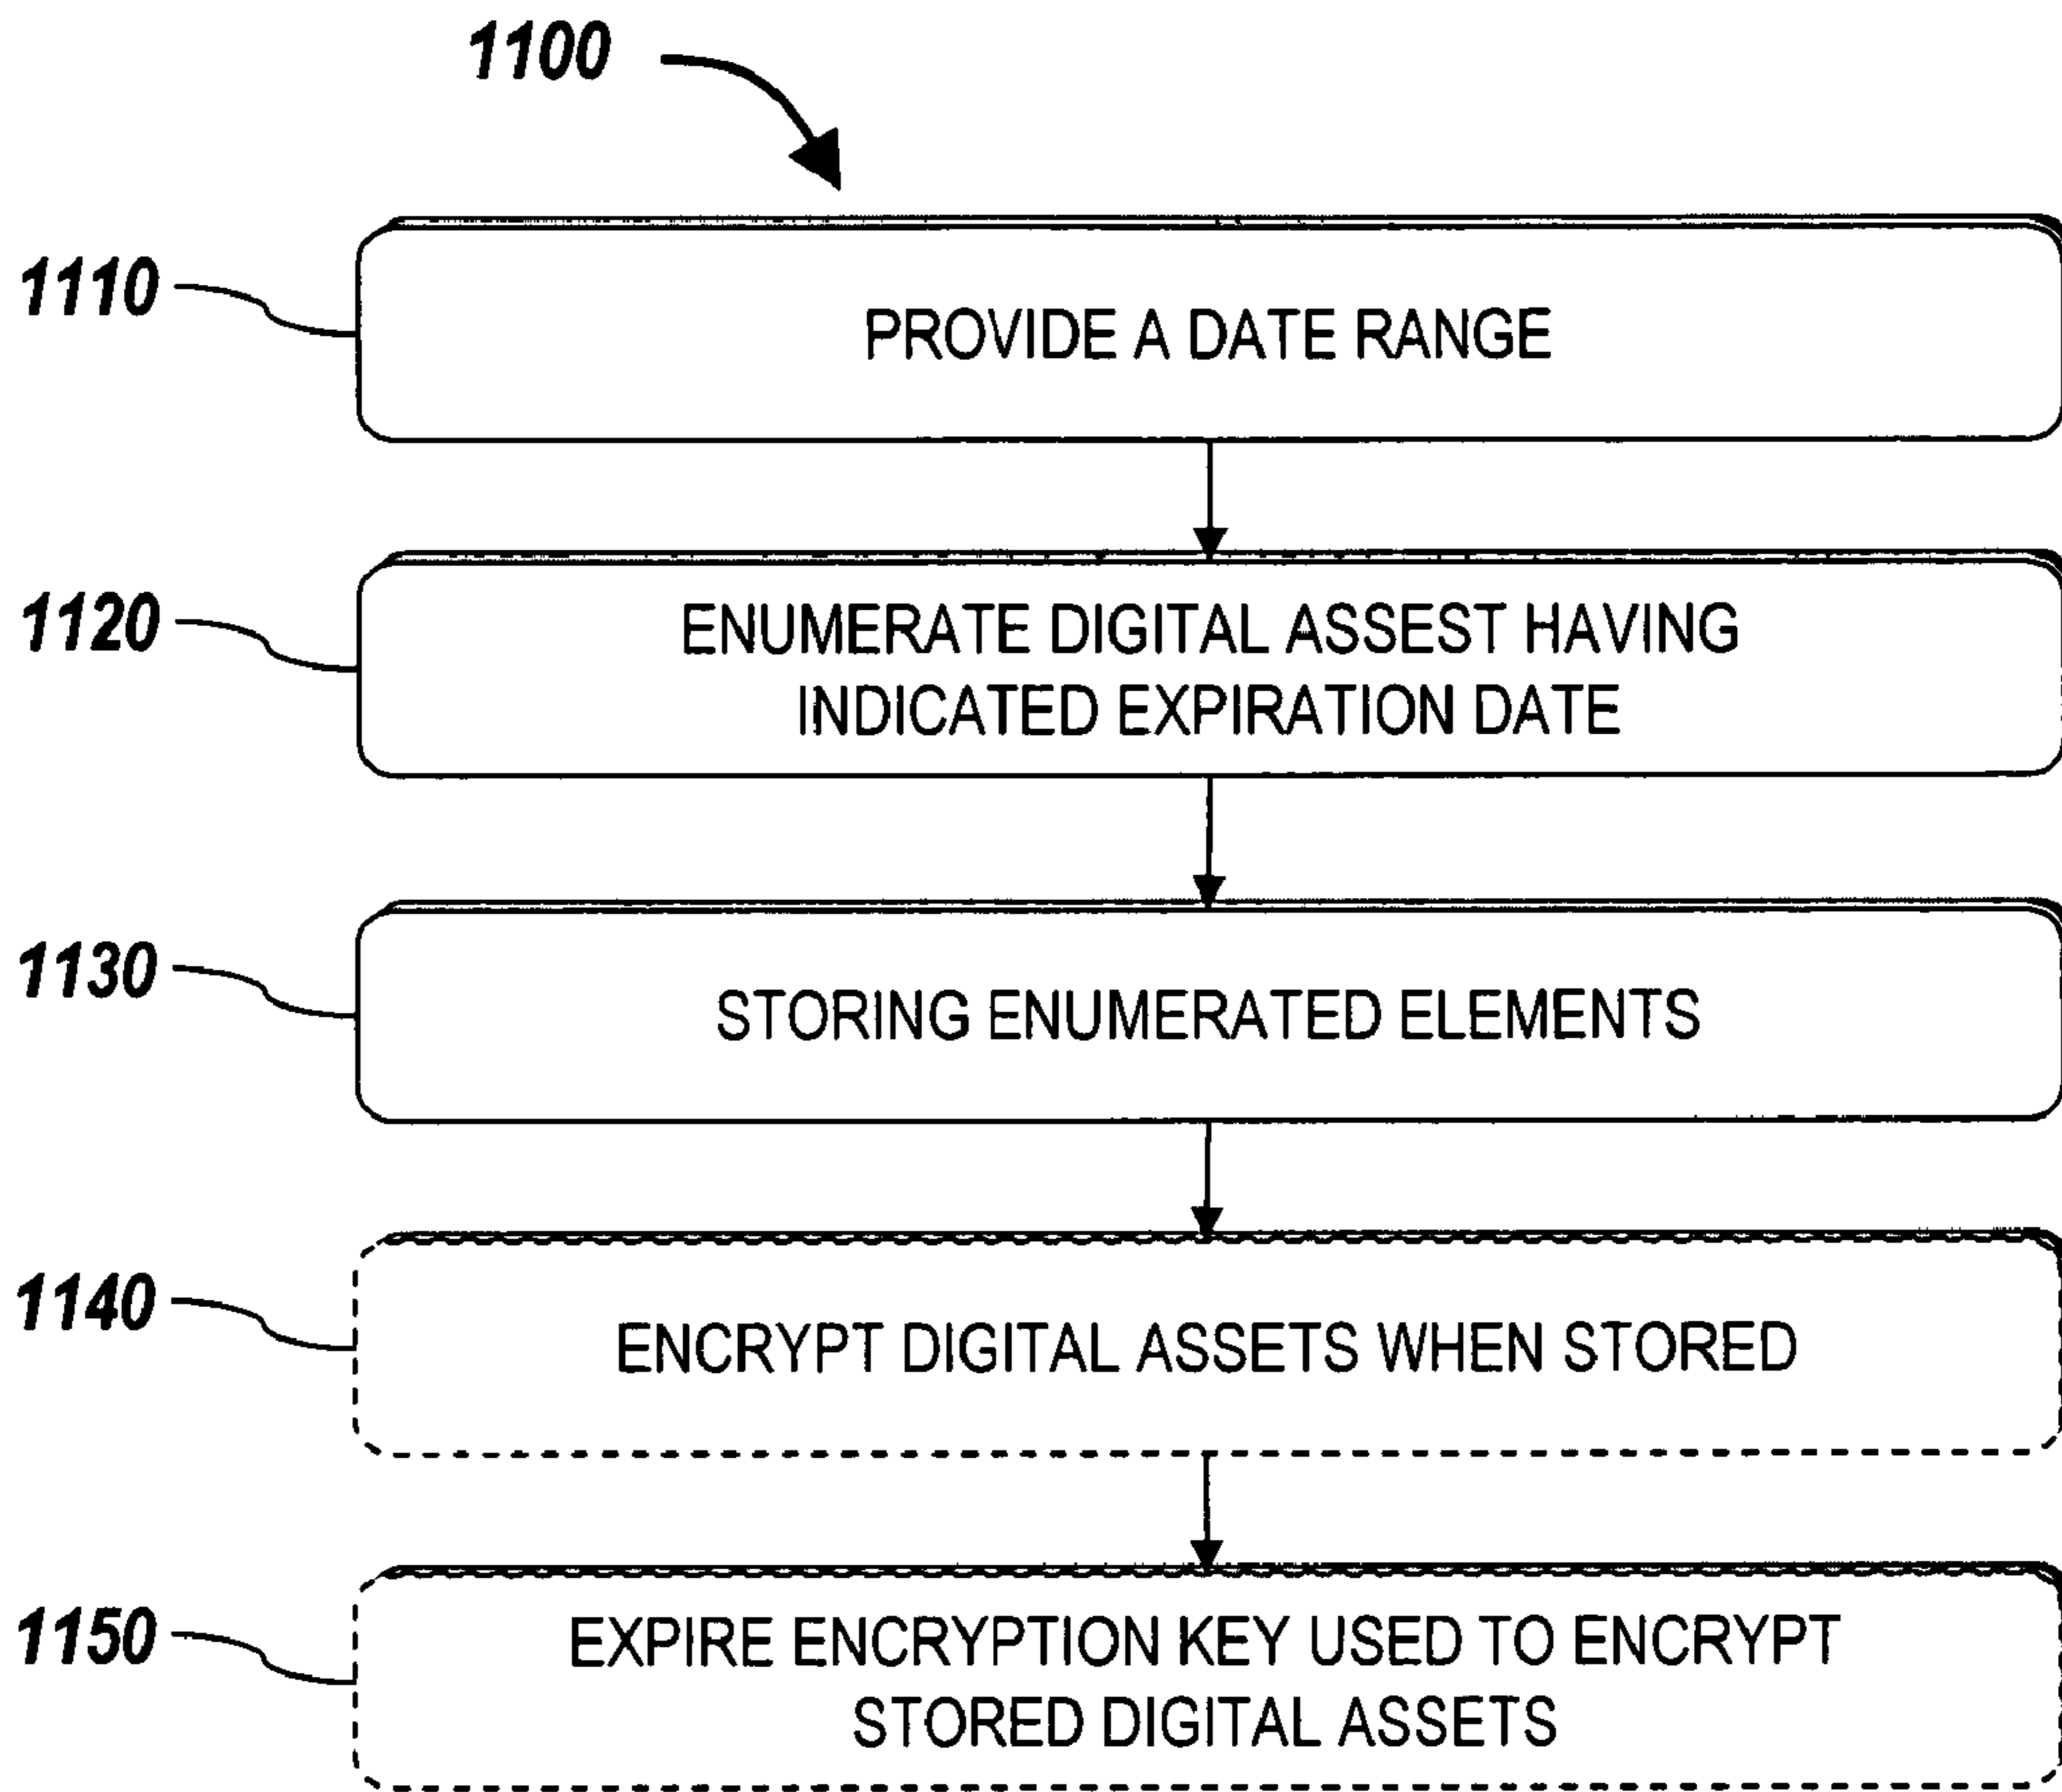 1100
1110
PROVIDE A DATE RANGE
1120
ENUMERATE DIGITAL ASSEST HAVING
INDICATED EXPIRATION DATE
1130
STORING ENUMERATED ELEMENTS
1140
ENCRYPT DIGITAL ASSETS WHEN STORED
1150
EXPIRE ENCRYPTION KEY USED TO ENCRYPT
STORED DIGITAL ASSETS